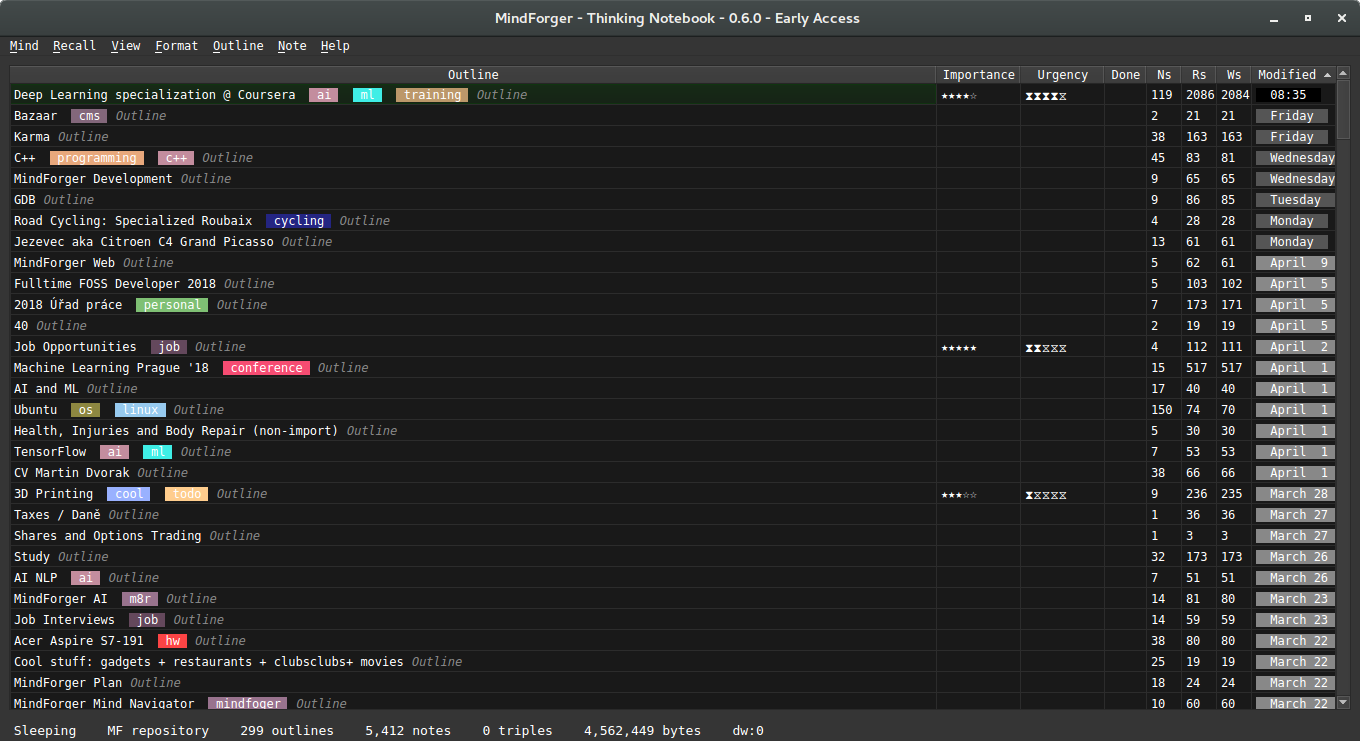 MindForger - Thinking Notebook - 0.6.0 - Early Access
Mind Recall View Format Outline Note Help
Outline Importance Urgency Done Ns Rs Ws Modified
Deep Learning specialization @ Coursera ai ml training Outline ★★★★☆ ⧗⧗⧗⧗⧖ 119 2086 2084 08:35
Bazaar cms Outline 2 21 21 Friday
Karma Outline 38 163 163 Friday
C++ programming c++ Outline 45 83 81 Wednesday
MindForger Development Outline 9 65 65 Wednesday
GDB Outline 9 86 85 Tuesday
Road Cycling: Specialized Roubaix cycling Outline 4 28 28 Monday
Jezevec aka Citroen C4 Grand Picasso Outline 13 61 61 Monday
MindForger Web Outline 5 62 61 April 9
Fulltime FOSS Developer 2018 Outline 5 103 102 April 5
2018 Úřad práce personal Outline 7 173 171 April 5
40 Outline 2 19 19 April 5
Job Opportunities job Outline ★★★★★ ⧗⧗⧖⧖⧖ 4 112 111 April 2
Machine Learning Prague '18 conference Outline 15 517 517 April 1
AI and ML Outline 17 40 40 April 1
Ubuntu os linux Outline 150 74 70 April 1
Health, Injuries and Body Repair (non-import) Outline 5 30 30 April 1
TensorFlow ai ml Outline 7 53 53 April 1
CV Martin Dvorak Outline 38 66 66 April 1
3D Printing cool todo Outline ★★★☆☆ ⧗⧖⧖⧖⧖ 9 236 235 March 28
Taxes / Daně Outline 1 36 36 March 27
Shares and Options Trading Outline 1 3 3 March 27
Study Outline 32 173 173 March 26
AI NLP ai Outline 7 51 51 March 26
MindForger AI m8r Outline 14 81 80 March 23
Job Interviews job Outline 14 59 59 March 23
Acer Aspire S7-191 hw Outline 38 80 80 March 22
Cool stuff: gadgets + restaurants + clubsclubs+ movies Outline 25 19 19 March 22
MindForger Plan Outline 18 24 24 March 22
MindForger Mind Navigator mindfoger Outline 10 60 60 March 22
Sleeping MF repository 299 outlines 5,412 notes 0 triples 4,562,449 bytes dw:0